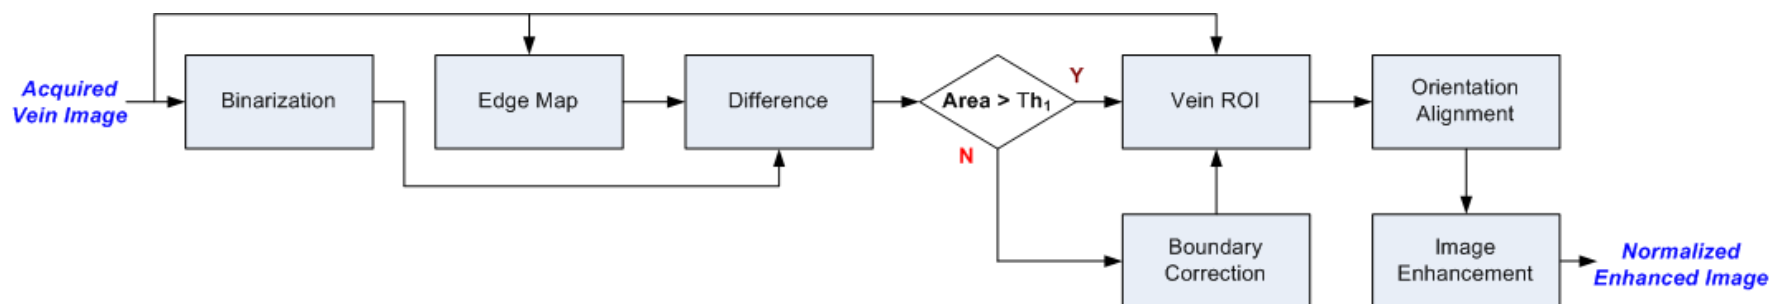 Acquired
Vein Image
Binarization
Edge Map
Difference
Area > Th₁
Y
N
Vein ROI
Orientation
Alignment
Boundary
Correction
Image
Enhancement
Normalized
Enhanced Image